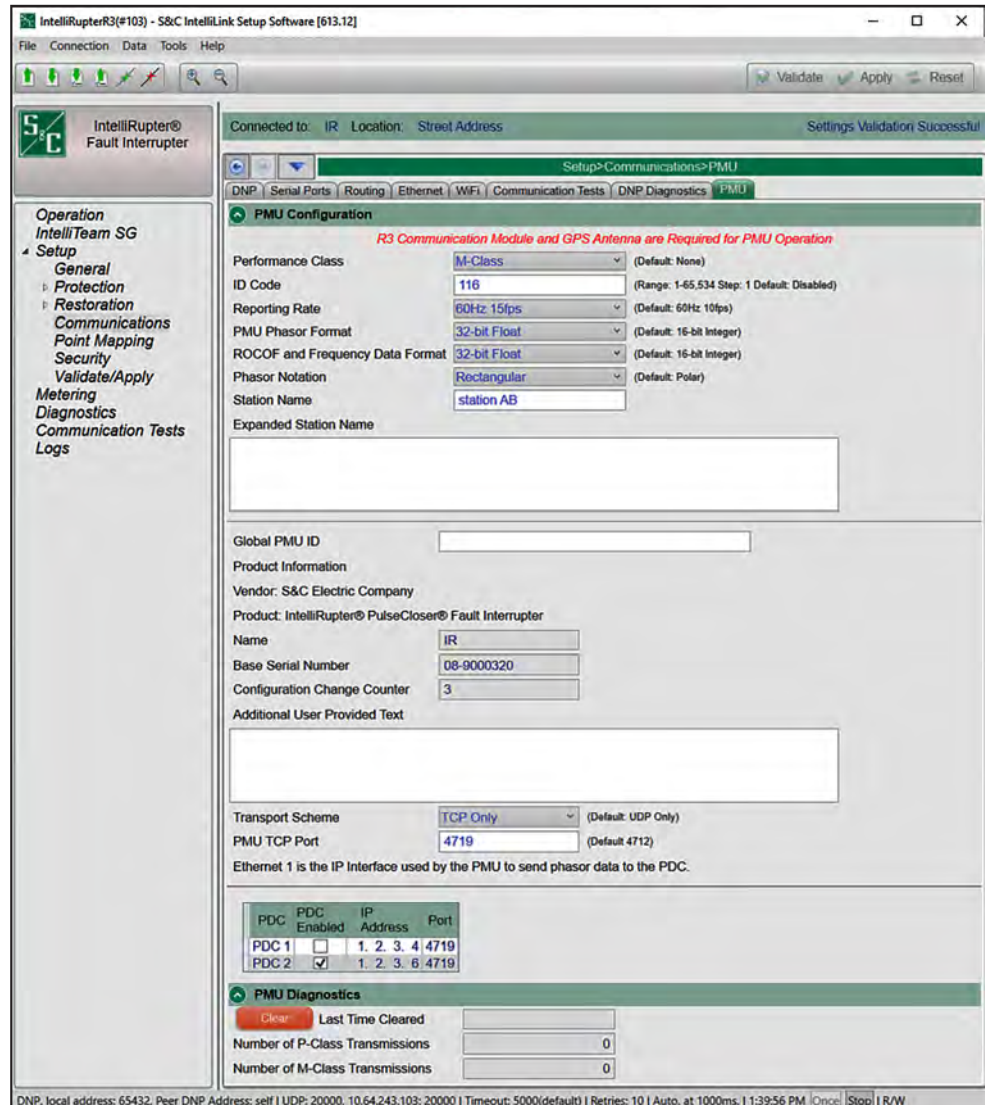 IntelliRupterR3(#103) - S&C IntelliLink Setup Software [613.12]
File Connection Data Tools Help
Validate Apply Reset
S&C
IntelliRupter®
Fault Interrupter
Connected to: IR Location: Street Address Settings Validation Successful
Setup>Communications>PMU
DNP Serial Ports Routing Ethernet WiFi Communication Tests DNP Diagnostics PMU
Operation
IntelliTeam SG
Setup
General
Protection
Restoration
Communications
Point Mapping
Security
Validate/Apply
Metering
Diagnostics
Communication Tests
Logs
PMU Configuration
R3 Communication Module and GPS Antenna are Required for PMU Operation
Performance Class M-Class (Default: None)
ID Code 116 (Range: 1-65,534 Step: 1 Default: Disabled)
Reporting Rate 60Hz 15fps (Default: 60Hz 10fps)
PMU Phasor Format 32-bit Float (Default: 16-bit Integer)
ROCOF and Frequency Data Format 32-bit Float (Default: 16-bit Integer)
Phasor Notation Rectangular (Default: Polar)
Station Name station AB
Expanded Station Name
Global PMU ID
Product Information
Vendor: S&C Electric Company
Product: IntelliRupter® PulseCloser® Fault Interrupter
Name IR
Base Serial Number 08-9000320
Configuration Change Counter 3
Additional User Provided Text
Transport Scheme TCP Only (Default: UDP Only)
PMU TCP Port 4719 (Default 4712)
Ethernet 1 is the IP Interface used by the PMU to send phasor data to the PDC.
PDC PDC Enabled IP Address Port
PDC 1 1. 2. 3. 4 4719
PDC 2 1. 2. 3. 6 4719
PMU Diagnostics
Clear Last Time Cleared
Number of P-Class Transmissions 0
Number of M-Class Transmissions 0
DNP, local address: 65432, Peer DNP Address: self | UDP: 20000, 10.64.243.103: 20000 | Timeout: 5000(default) | Retries: 10 | Auto, at 1000ms. | 1:39:56 PM Once Stop | R/W